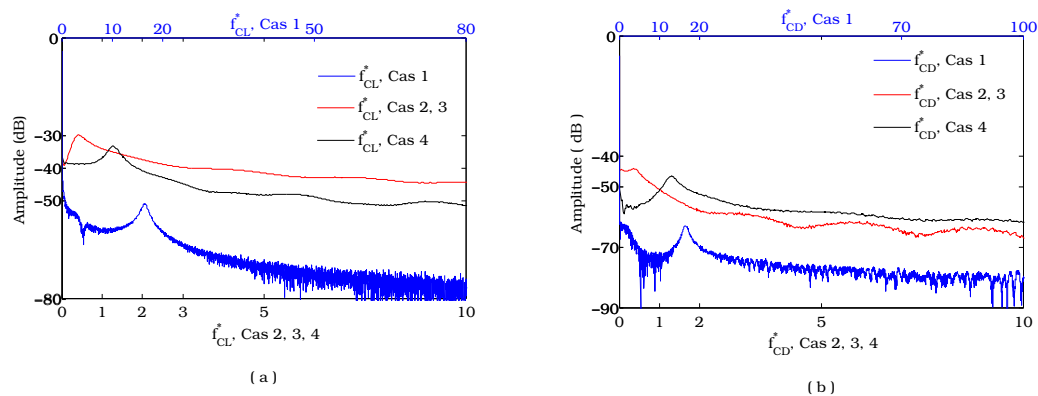 f*CL, Cas 1
0 10 20 50 80
0
−30
−40
−50
−80
Amplitude (dB)
f*CL, Cas 1
f*CL, Cas 2, 3
f*CL, Cas 4
0 1 2 3 5 10
f*CL, Cas 2, 3, 4
( a )
f*CD, Cas 1
0 10 20 70 100
0
−40
−50
−70
−90
Amplitude ( dB )
f*CD, Cas 1
f*CD, Cas 2, 3
f*CD, Cas 4
0 1 2 5 10
f*CD, Cas 2, 3, 4
( b )